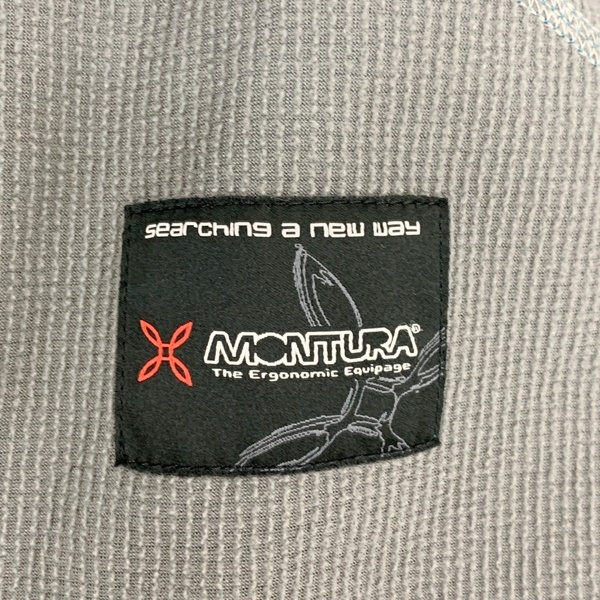 searching a new way
MONTURA®
The Ergonomic Equipage